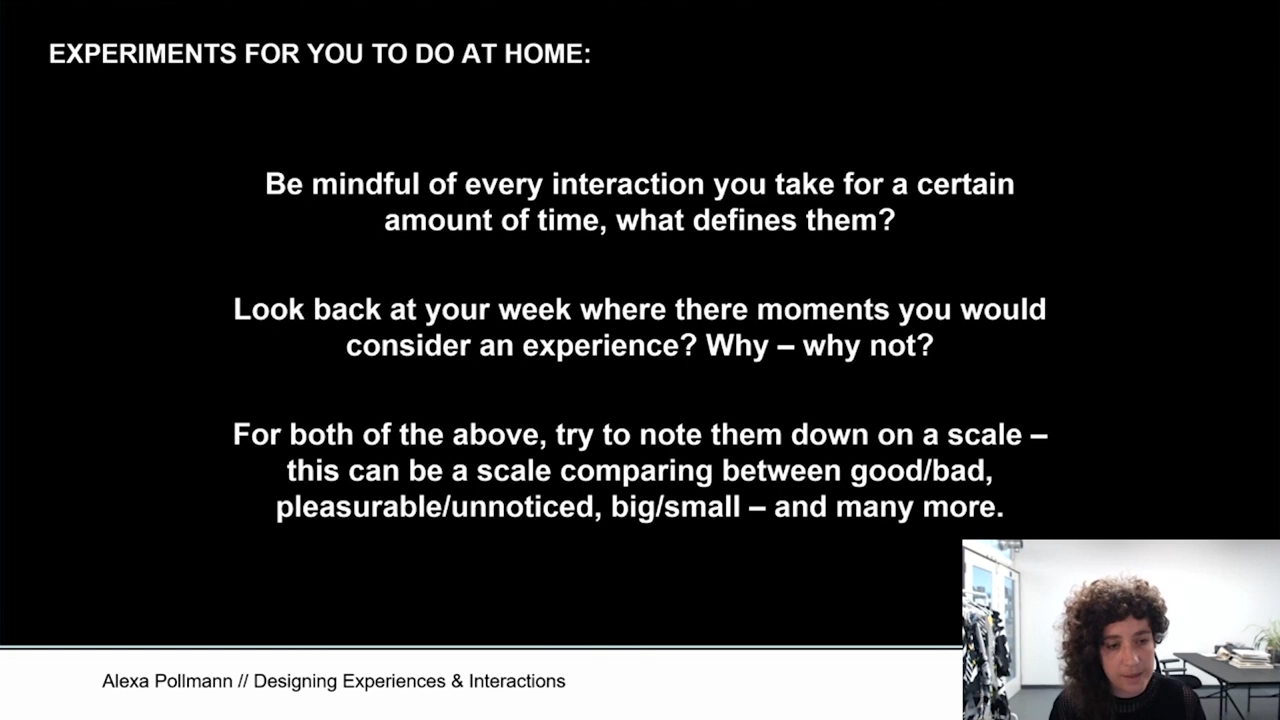 EXPERIMENTS FOR YOU TO DO AT HOME:
Be mindful of every interaction you take for a certain
amount of time, what defines them?
Look back at your week where there moments you would
consider an experience? Why – why not?
For both of the above, try to note them down on a scale –
this can be a scale comparing between good/bad,
pleasurable/unnoticed, big/small – and many more.
Alexa Pollmann // Designing Experiences & Interactions